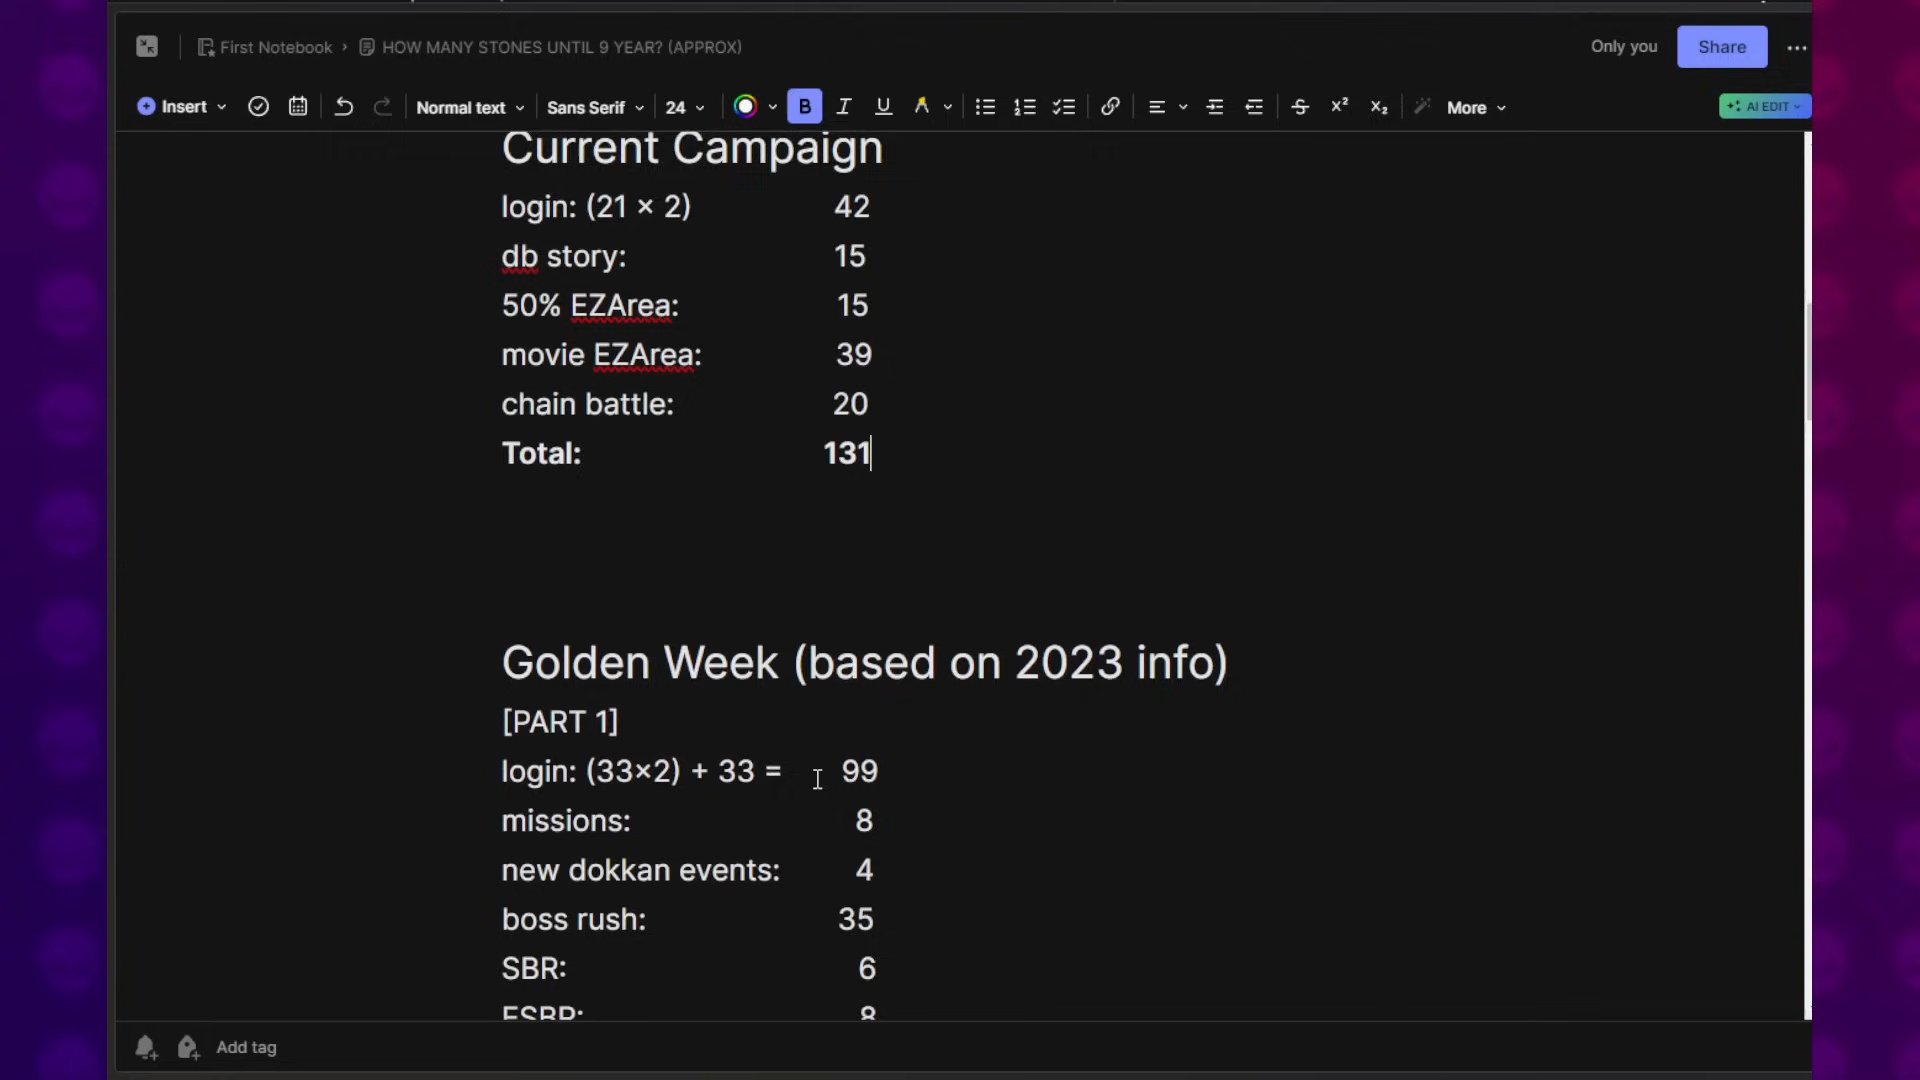 First Notebook › HOW MANY STONES UNTIL 9 YEAR? (APPROX)
Only you Share
Insert Normal text Sans Serif 24 B I U More AI EDIT
Current Campaign
login: (21 × 2) 42
db story: 15
50% EZArea: 15
movie EZArea: 39
chain battle: 20
Total: 131
Golden Week (based on 2023 info)
[PART 1]
login: (33×2) + 33 = 99
missions: 8
new dokkan events: 4
boss rush: 35
SBR: 6
ESBR: 8
Add tag